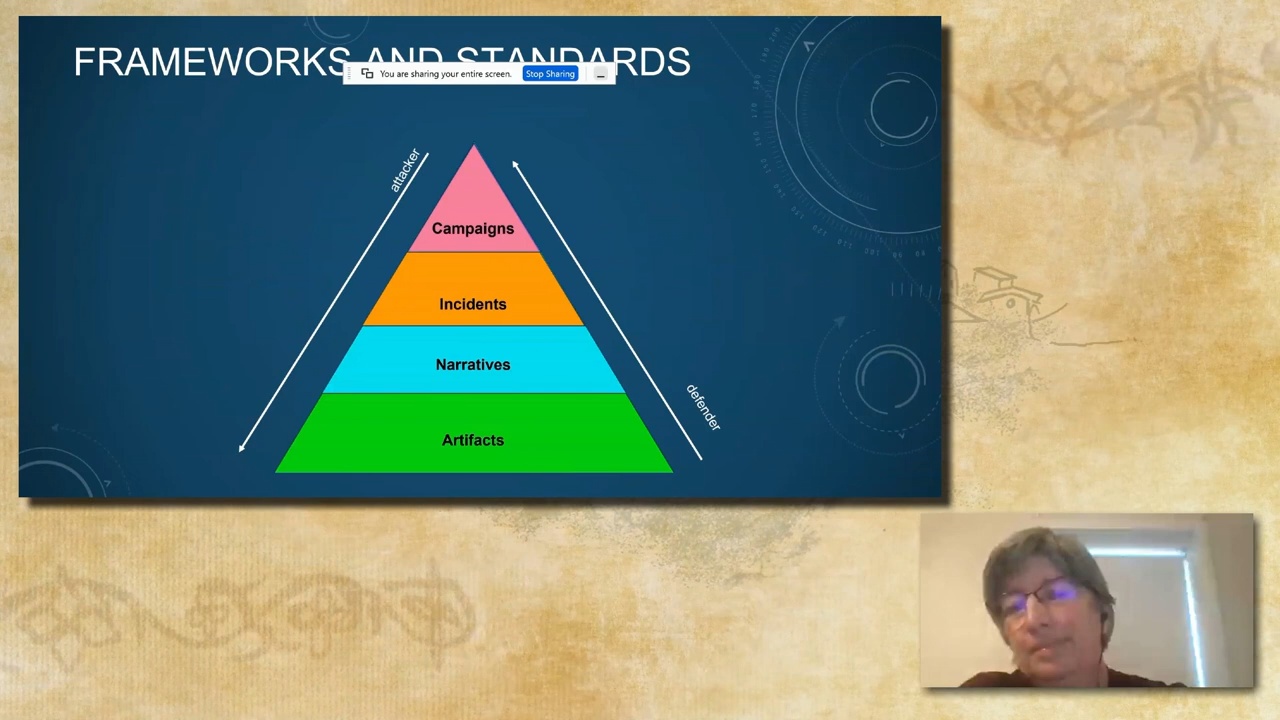 FRAMEWORKS AND STANDARDS
You are sharing your entire screen. Stop Sharing
attacker
Campaigns
Incidents
Narratives
defender
Artifacts